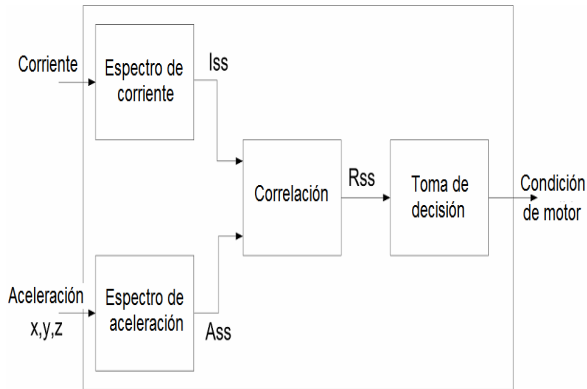 Corriente
Espectro de
corriente
Iss
Correlación
Rss
Toma de
decisión
Condición
de motor
Aceleración
x,y,z
Espectro de
aceleración
Ass